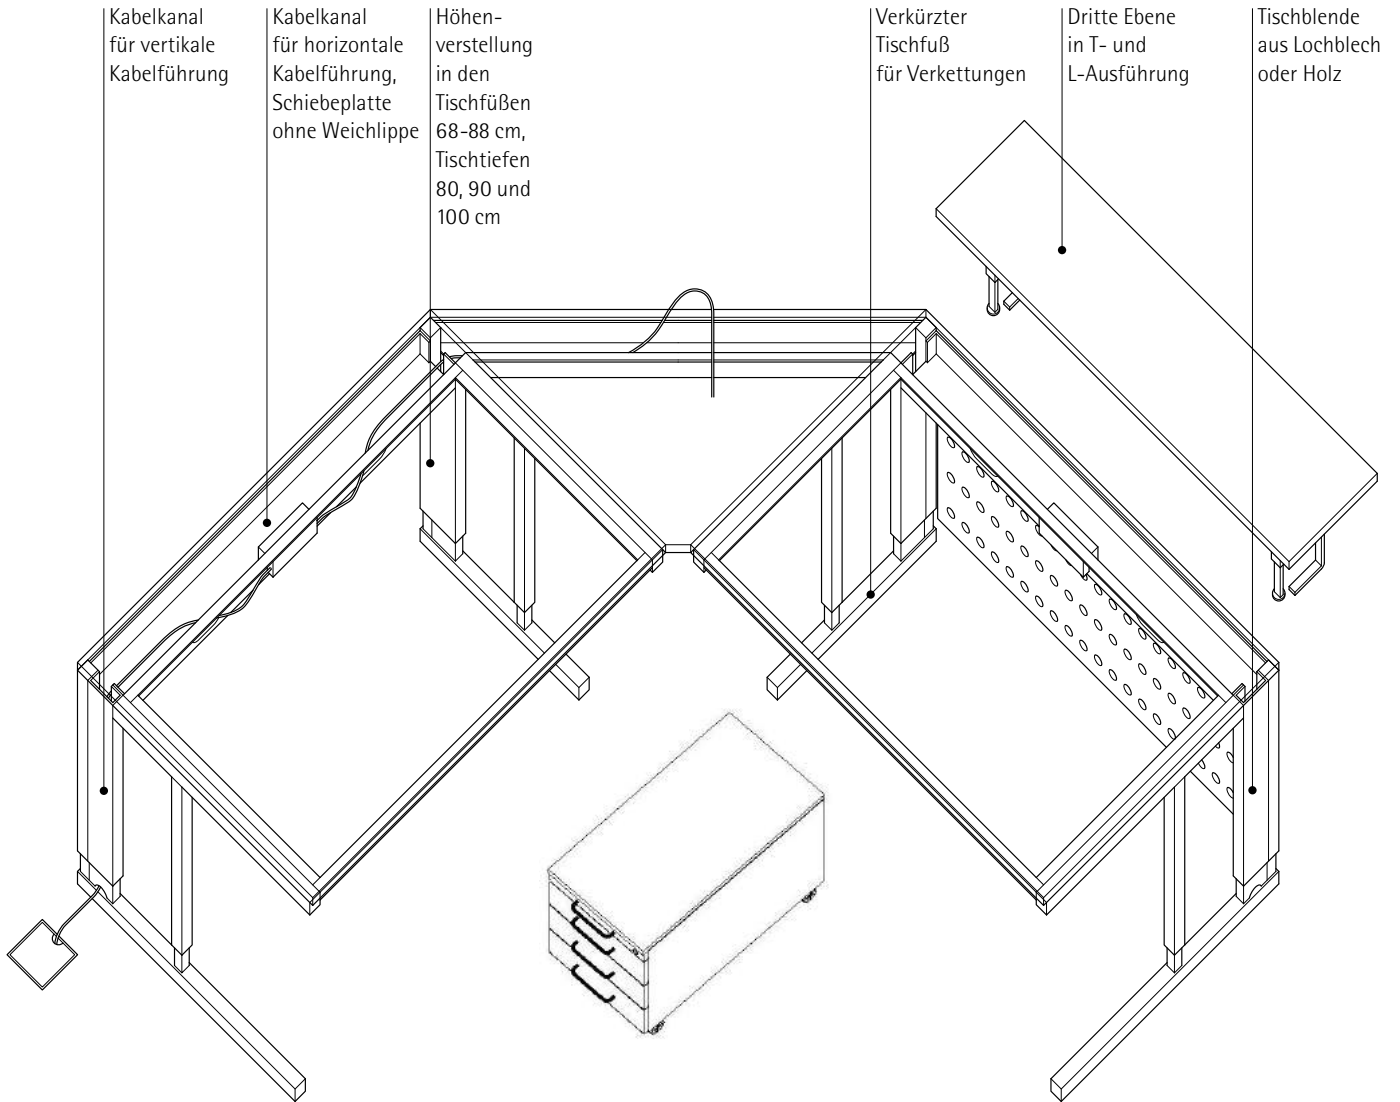 Kabelkanal
für vertikale
Kabelführung
Kabelkanal
für horizontale
Kabelführung,
Schiebeplatte
ohne Weichlippe
Höhen-
verstellung
in den
Tischfüßen
68-88 cm,
Tischtiefen
80, 90 und
100 cm
Verkürzter
Tischfuß
für Verkettungen
Dritte Ebene
in T- und
L-Ausführung
Tischblende
aus Lochblech
oder Holz